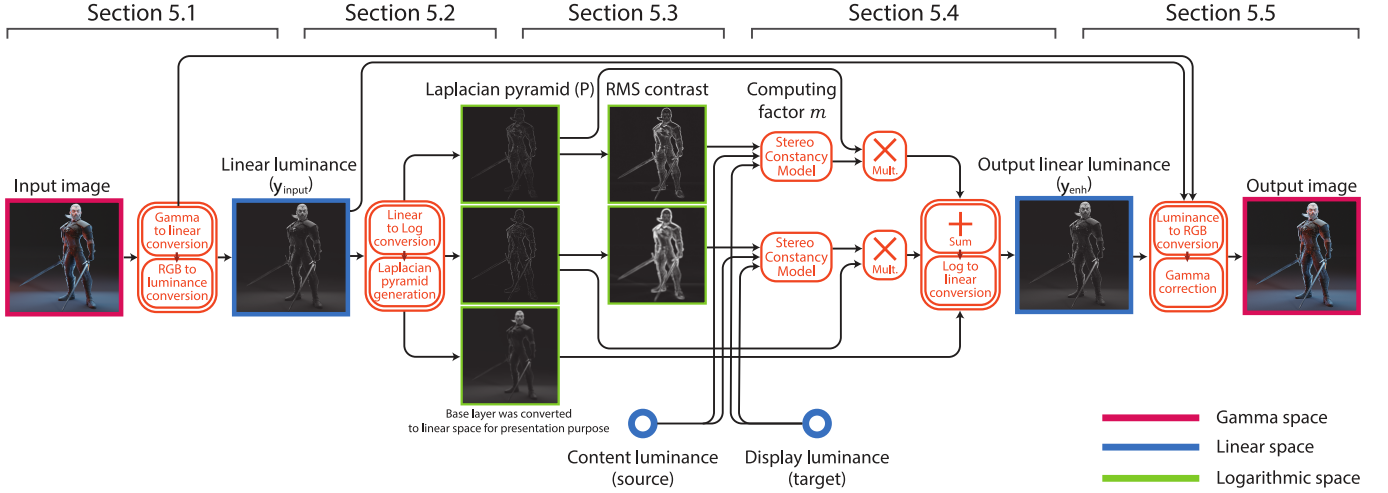 Section 5.1
Section 5.2
Section 5.3
Section 5.4
Section 5.5
Laplacian pyramid (P)
RMS contrast
Computing
factor m
Stereo
Constancy
Model
Mult.
Linear luminance
(y_input)
Output linear luminance
(y_enh)
Input image
Output image
Gamma
to linear
conversion
RGB to
luminance
conversion
Linear
to Log
conversion
Laplacian
pyramid
generation
Stereo
Constancy
Model
Mult.
Sum
Log to
linear
conversion
Luminance
to RGB
conversion
Gamma
correction
Base layer was converted
to linear space for presentation purpose
Content luminance
(source)
Display luminance
(target)
Gamma space
Linear space
Logarithmic space